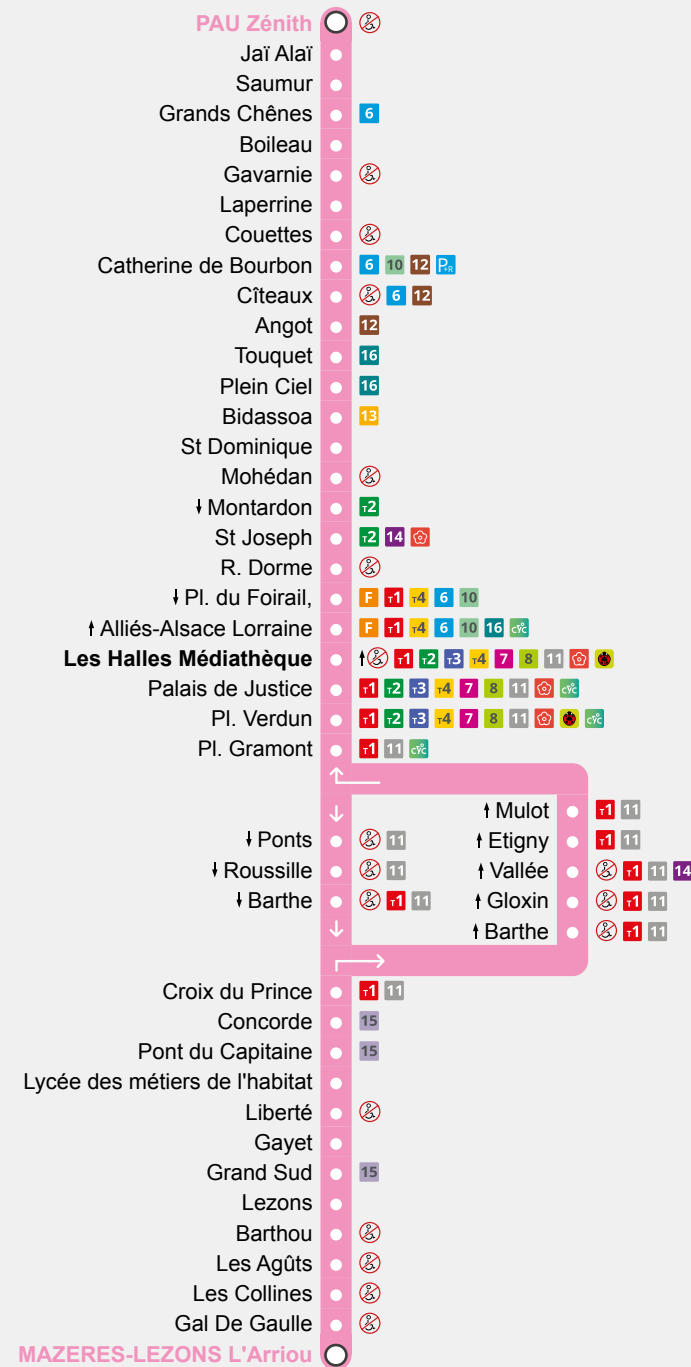 PAU Zénith
Jaï Alaï
Saumur
Grands Chênes 6
Boileau
Gavarnie
Laperrine
Couettes
Catherine de Bourbon 6 10 12 P+R
Cîteaux 6 12
Angot 12
Touquet 16
Plein Ciel 16
Bidassoa 13
St Dominique
Mohédan
Montardon T2
St Joseph T2 14
R. Dorme
Pl. du Foirail, F T1 T4 6 10
Alliés-Alsace Lorraine F T1 T4 6 10 16 cYc
Les Halles Médiathèque T1 T2 T3 T4 7 8 11
Palais de Justice T1 T2 T3 T4 7 8 11 cYc
Pl. Verdun T1 T2 T3 T4 7 8 11 cYc
Pl. Gramont T1 11 cYc
Mulot T1 11
Ponts 11 Etigny T1 11
Roussille 11 Vallée T1 11 14
Barthe T1 11 Gloxin T1 11
Barthe T1 11
Croix du Prince T1 11
Concorde 15
Pont du Capitaine 15
Lycée des métiers de l'habitat
Liberté
Gayet
Grand Sud 15
Lezons
Barthou
Les Agûts
Les Collines
Gal De Gaulle
MAZERES-LEZONS L'Arriou